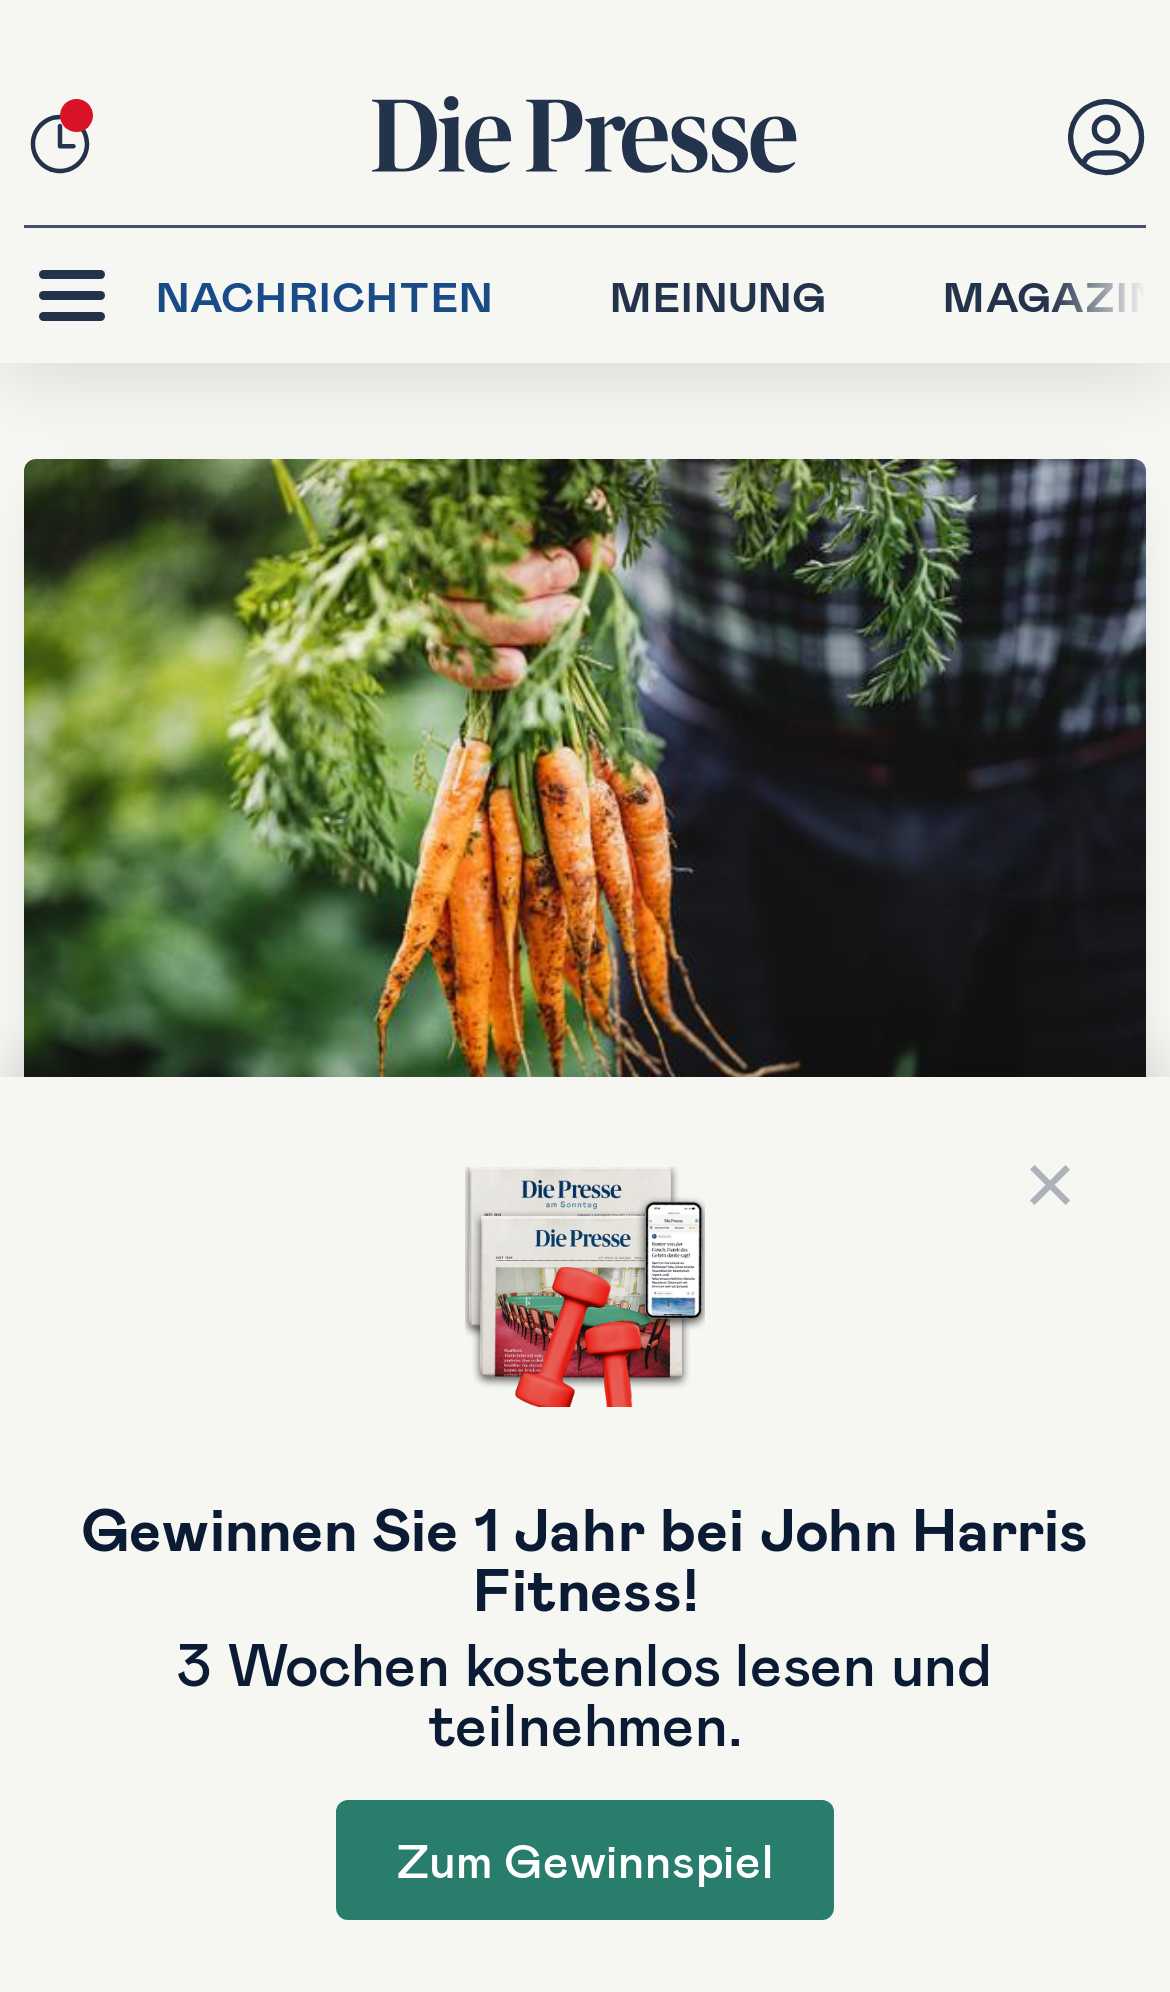 Die Presse
NACHRICHTEN MEINUNG MAGAZIN
Die Presse
am Sonntag
Die Presse
Gewinnen Sie 1 Jahr bei John Harris
Fitness!
3 Wochen kostenlos lesen und
teilnehmen.
Zum Gewinnspiel